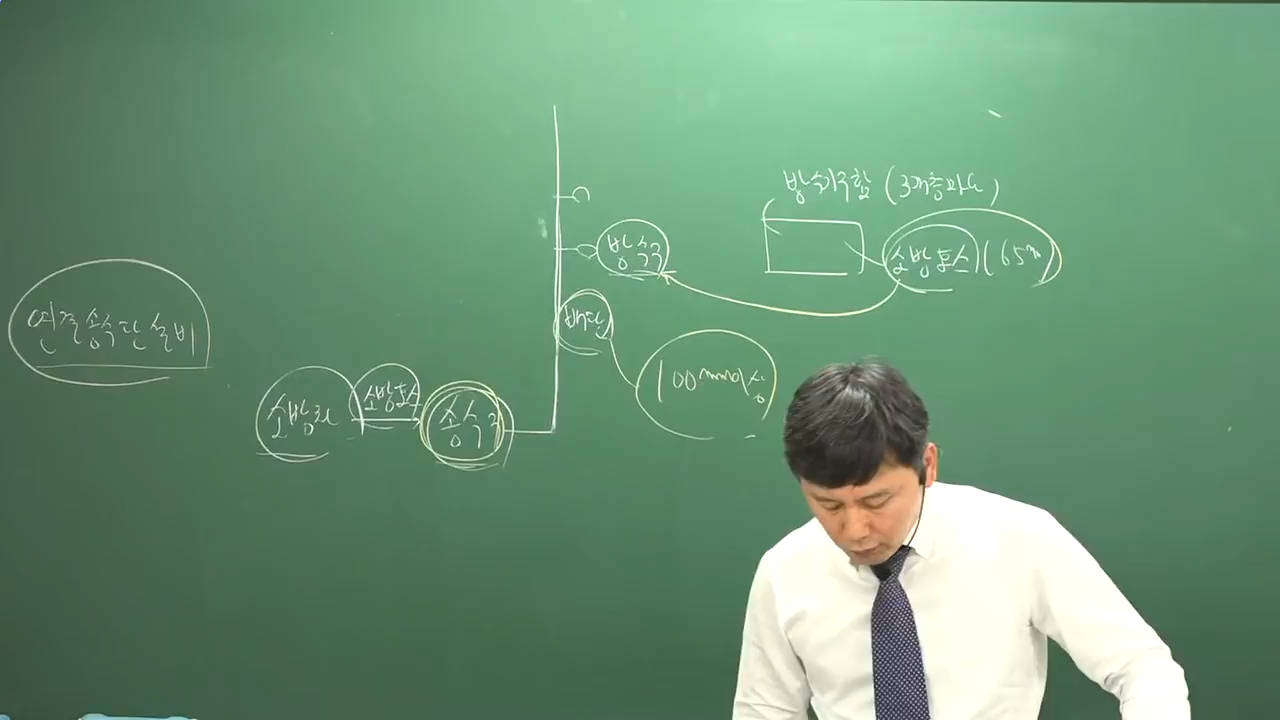 방수기구함 (3개층마다)
방수구
소방호스 (65m)
배관
연결송수관설비
100mm이상
소방차
소방호스
송수구